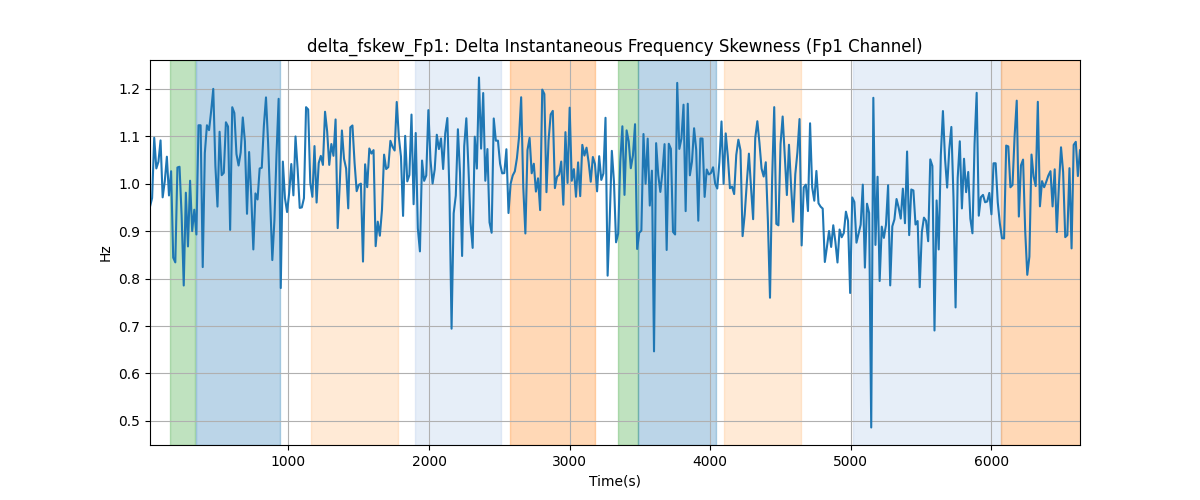 delta_fskew_Fp1: Delta Instantaneous Frequency Skewness (Fp1 Channel)
Hz
1.2
1.1
1.0
0.9
0.8
0.7
0.6
0.5
1000 2000 3000 4000 5000 6000
Time(s)